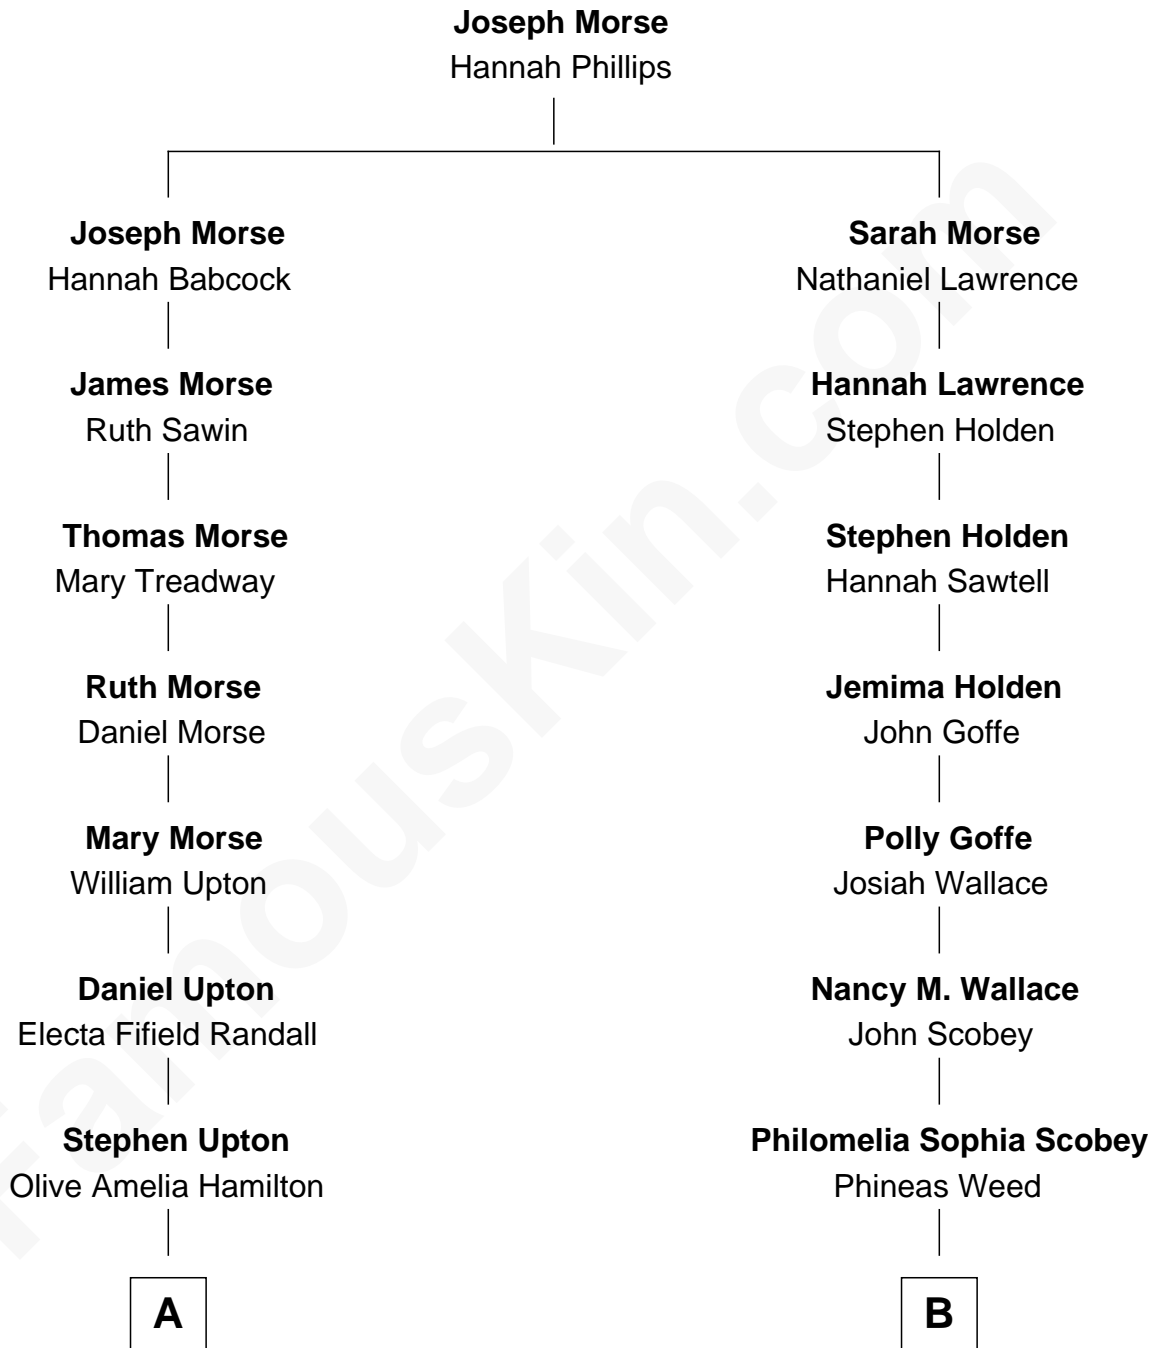 Joseph Morse
Hannah Phillips
Joseph Morse
Hannah Babcock
James Morse
Ruth Sawin
Thomas Morse
Mary Treadway
Ruth Morse
Daniel Morse
Mary Morse
William Upton
Daniel Upton
Electa Fifield Randall
Stephen Upton
Olive Amelia Hamilton
A
Sarah Morse
Nathaniel Lawrence
Hannah Lawrence
Stephen Holden
Stephen Holden
Hannah Sawtell
Jemima Holden
John Goffe
Polly Goffe
Josiah Wallace
Nancy M. Wallace
John Scobey
Philomelia Sophia Scobey
Phineas Weed
B
FamousKin.com